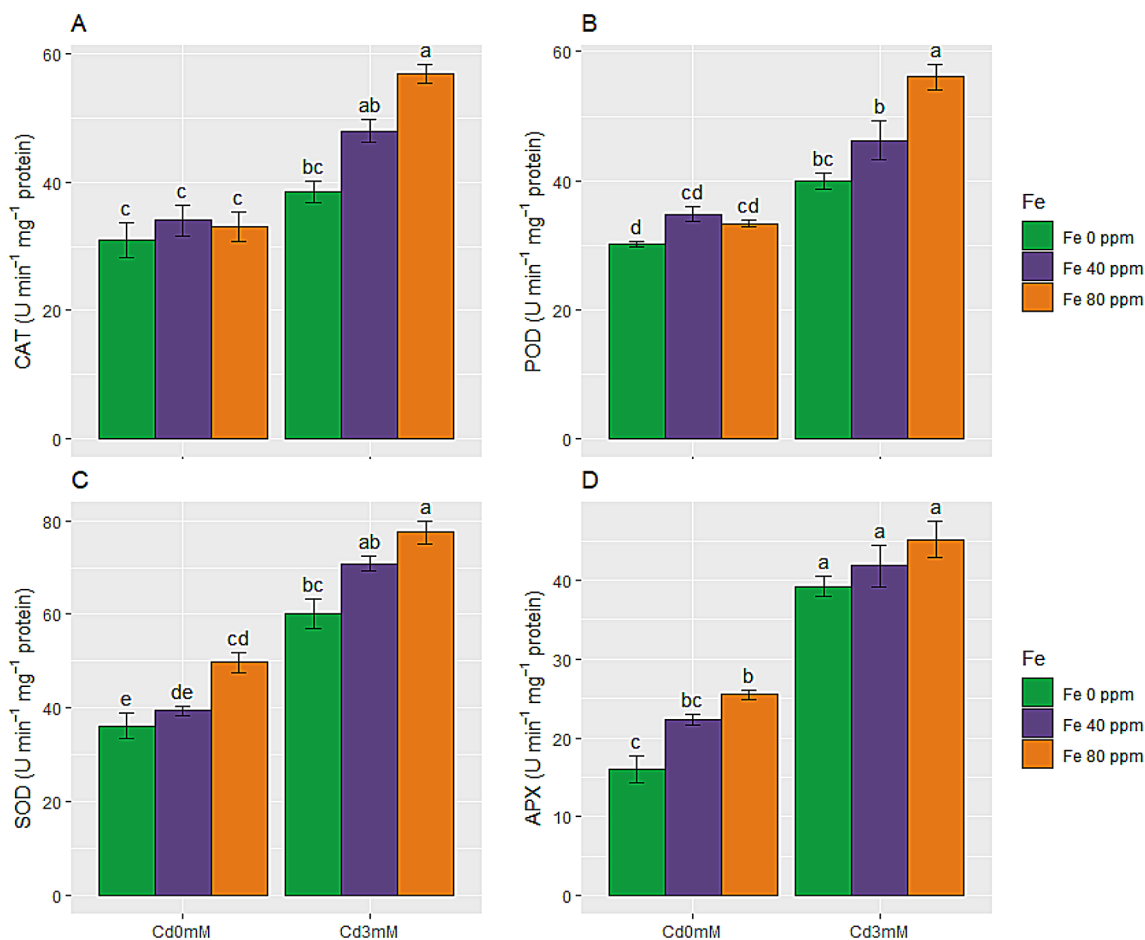 A
CAT (U min⁻¹ mg⁻¹ protein)
60
40
20
0
c
c
c
bc
ab
a
B
POD (U min⁻¹ mg⁻¹ protein)
60
40
20
0
d
cd
cd
bc
b
a
Fe
Fe 0 ppm
Fe 40 ppm
Fe 80 ppm
C
SOD (U min⁻¹ mg⁻¹ protein)
80
60
40
20
0
e
de
cd
bc
ab
a
Cd0mM
Cd3mM
D
APX (U min⁻¹ mg⁻¹ protein)
40
30
20
10
0
c
bc
b
a
a
a
Cd0mM
Cd3mM
Fe
Fe 0 ppm
Fe 40 ppm
Fe 80 ppm